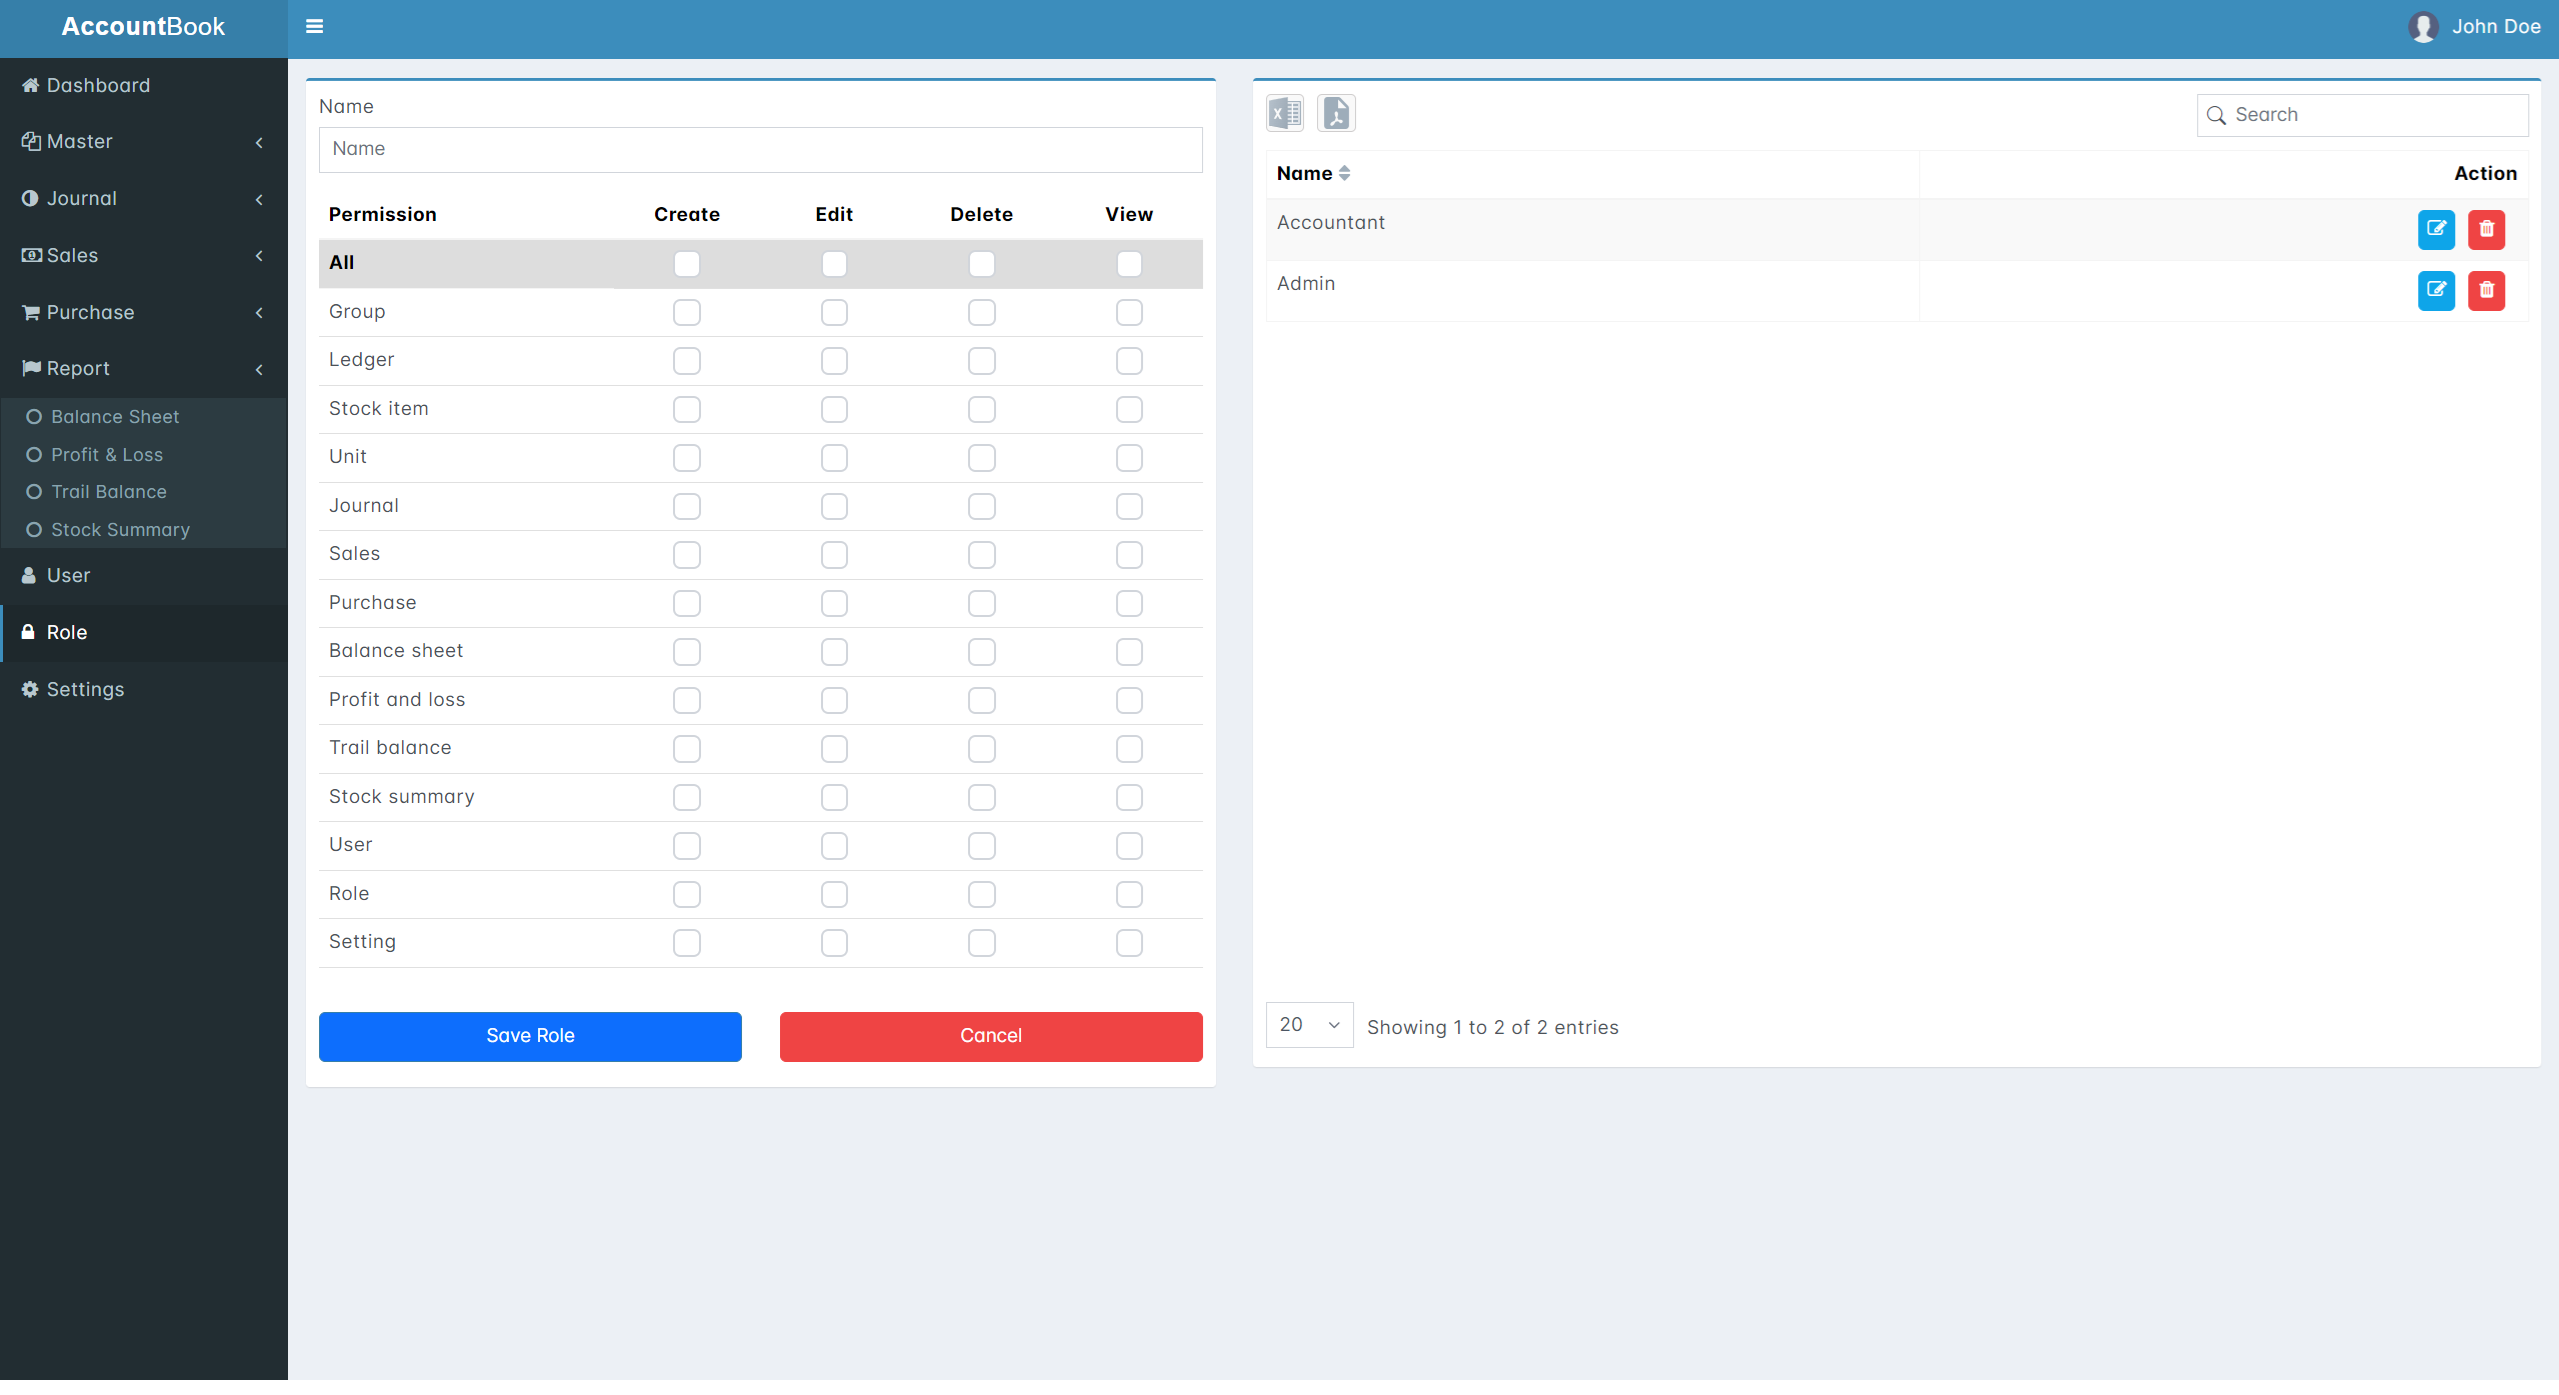 AccountBook
John Doe
Dashboard
Master
Journal
Sales
Purchase
Report
Balance Sheet
Profit & Loss
Trail Balance
Stock Summary
User
Role
Settings
Name
Name
Permission Create Edit Delete View
All
Group
Ledger
Stock item
Unit
Journal
Sales
Purchase
Balance sheet
Profit and loss
Trail balance
Stock summary
User
Role
Setting
Save Role Cancel
Search
Name Action
Accountant
Admin
20 Showing 1 to 2 of 2 entries